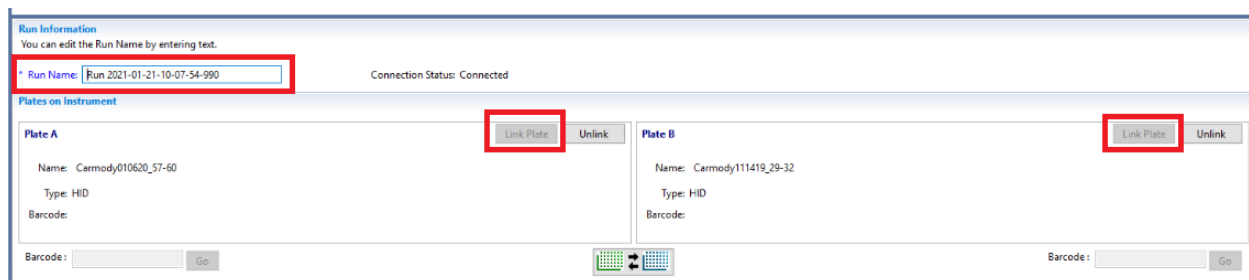 Run Information
You can edit the Run Name by entering text.
* Run Name: Run 2021-01-21-10-07-54-990 Connection Status: Connected
Plates on Instrument
Plate A Link Plate Unlink
Name: Carmody010620_57-60
Type: HID
Barcode:
Barcode: Go
Plate B Link Plate Unlink
Name: Carmody111419_29-32
Type: HID
Barcode:
Barcode: Go